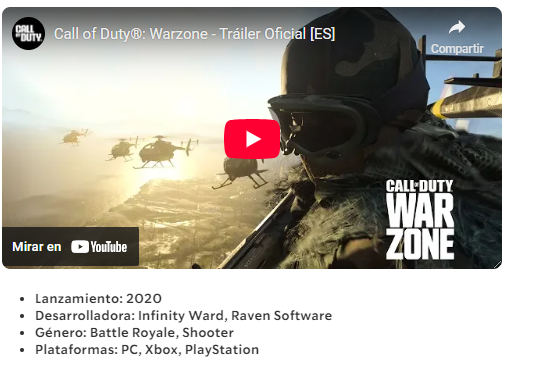 CALL OF DUTY.
Call of Duty®: Warzone - Tráiler Oficial [ES]
Compartir
CALL OF DUTY
WAR
ZONE
Mirar en YouTube
Lanzamiento: 2020
Desarrolladora: Infinity Ward, Raven Software
Género: Battle Royale, Shooter
Plataformas: PC, Xbox, PlayStation